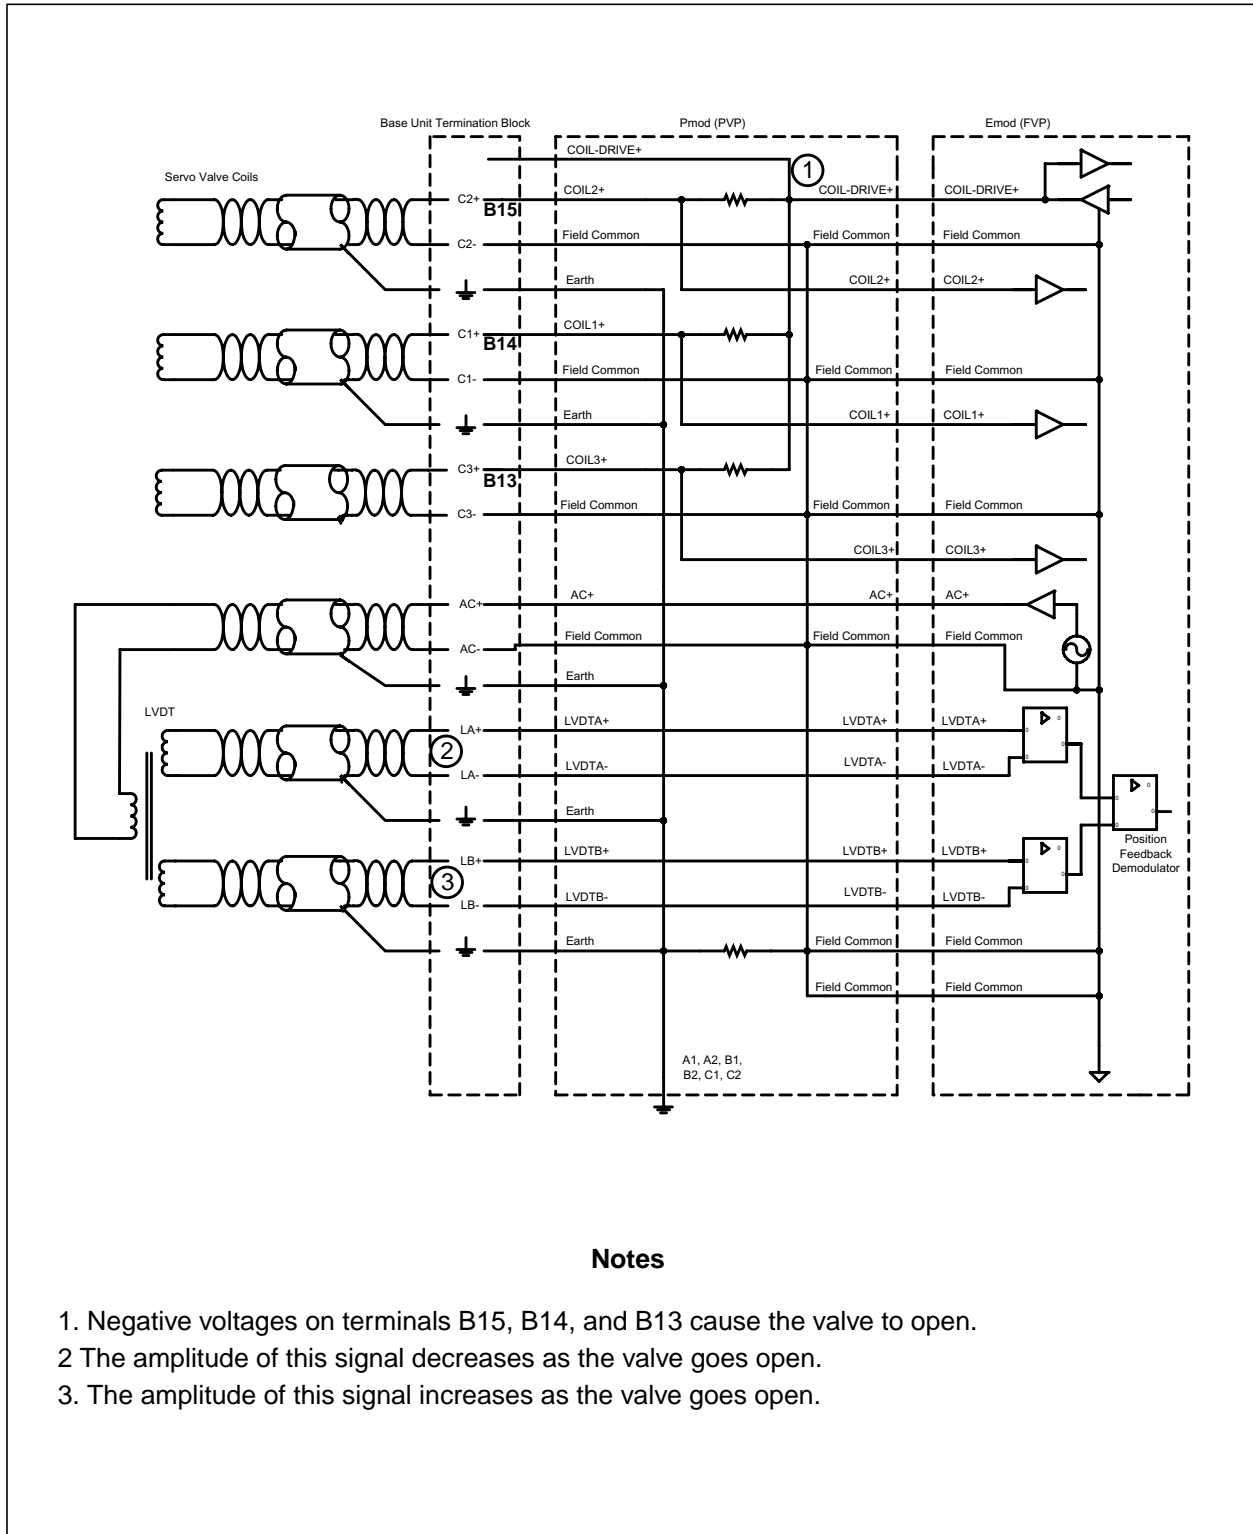 Base Unit Termination Block Pmod (PVP) Emod (FVP)
COIL-DRIVE+
1
Servo Valve Coils
COIL2+ COIL-DRIVE+ COIL-DRIVE+
C2+ B15
C2- Field Common Field Common Field Common
Earth COIL2+ COIL2+
COIL1+
C1+ B14
C1- Field Common Field Common Field Common
Earth COIL1+ COIL1+
COIL3+
C3+ B13
C3- Field Common Field Common Field Common
COIL3+ COIL3+
AC+ AC+ AC+ AC+
AC- Field Common Field Common Field Common
Earth
LVDT
LA+ LVDTA+ LVDTA+ LVDTA+
2
LA- LVDTA- LVDTA- LVDTA-
Earth
LB+ LVDTB+ LVDTB+ LVDTB+
3
LB- LVDTB- LVDTB- LVDTB-
Position
Feedback
Demodulator
Earth Field Common Field Common
Field Common Field Common
A1, A2, B1,
B2, C1, C2
Notes
1. Negative voltages on terminals B15, B14, and B13 cause the valve to open.
2 The amplitude of this signal decreases as the valve goes open.
3. The amplitude of this signal increases as the valve goes open.